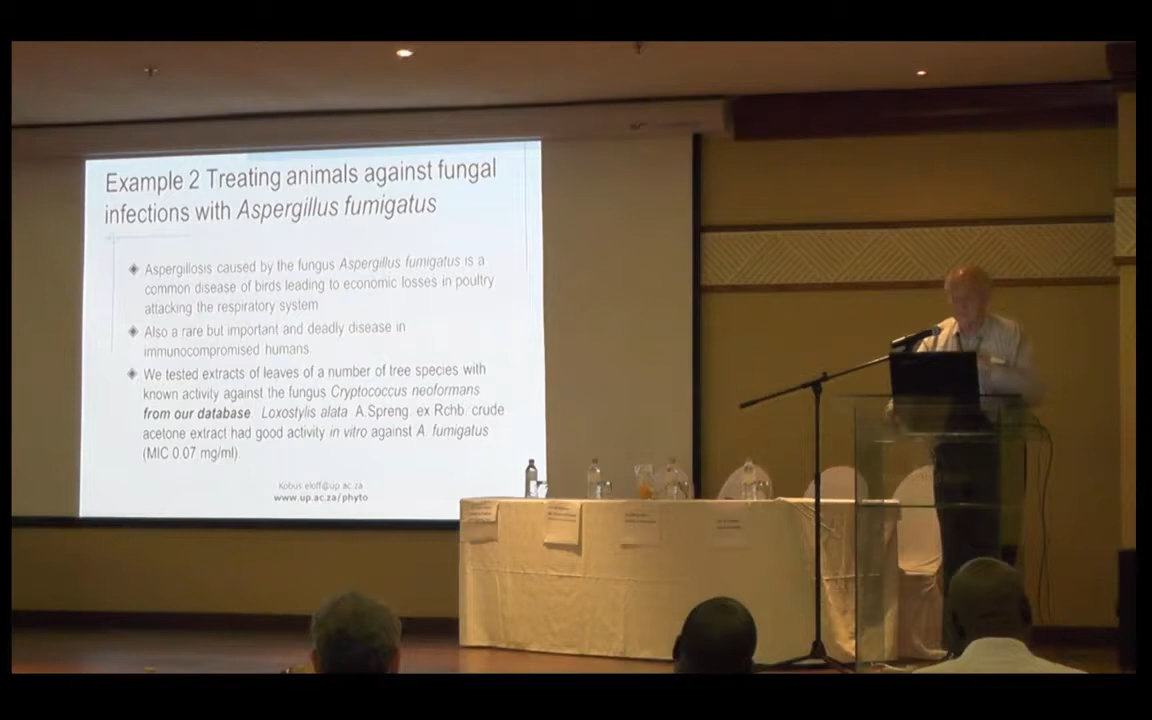 Example 2 Treating animals against fungal
infections with Aspergillus fumigatus
Aspergillosis caused by the fungus Aspergillus fumigatus is a
common disease of birds leading to economic losses in poultry
attacking the respiratory system
Also a rare but important and deadly disease in
immunocompromised humans
We tested extracts of leaves of a number of tree species with
known activity against the fungus Cryptococcus neoformans
from our database. Loxostylis alata A.Spreng. ex Rchb. crude
acetone extract had good activity in vitro against A. fumigatus
(MIC 0.07 mg/ml).
Kobus.eloff@up.ac.za
www.up.ac.za/phyto